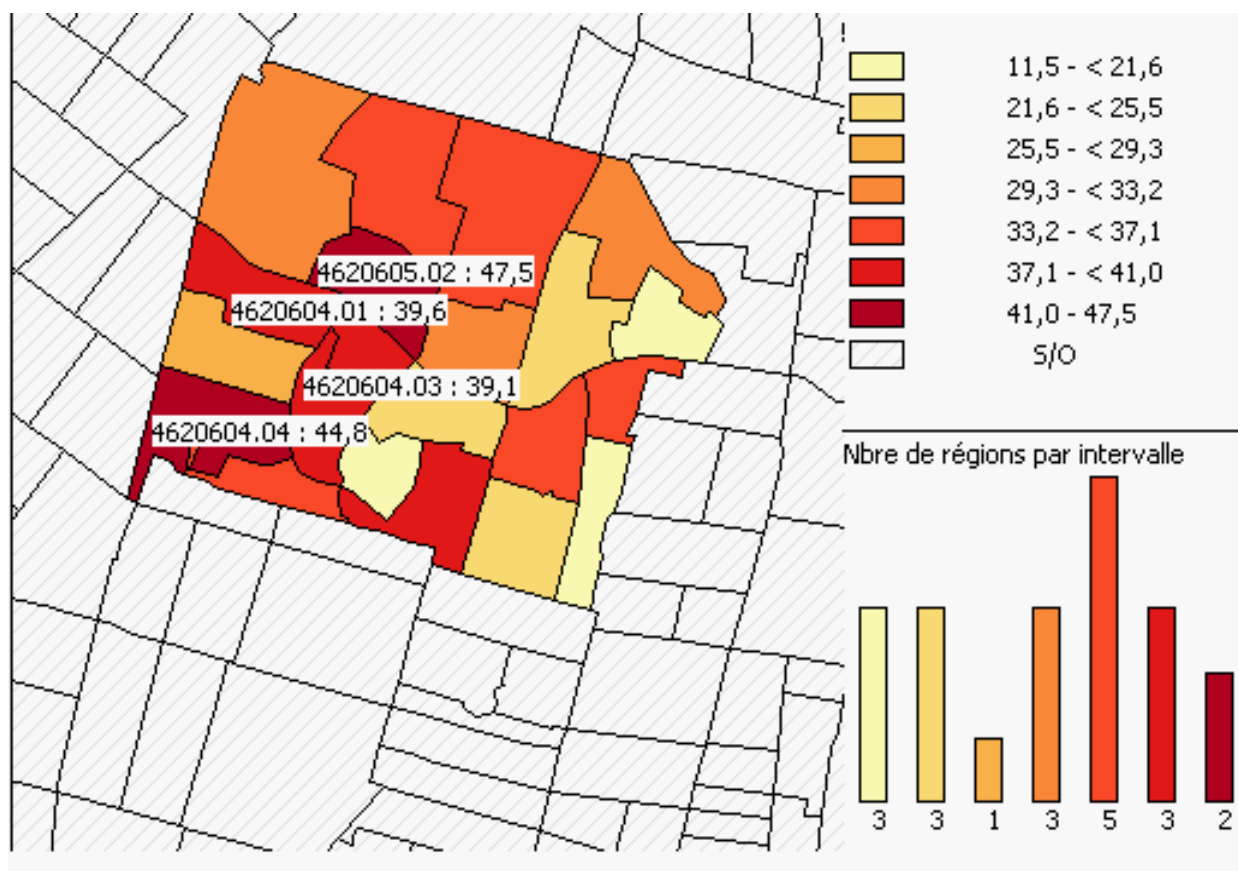 11,5 - < 21,6
21,6 - < 25,5
25,5 - < 29,3
29,3 - < 33,2
33,2 - < 37,1
37,1 - < 41,0
41,0 - 47,5
S/O
4620605.02 : 47,5
4620604.01 : 39,6
4620604.03 : 39,1
4620604.04 : 44,8
Nbre de régions par intervalle
3 3 1 3 5 3 2